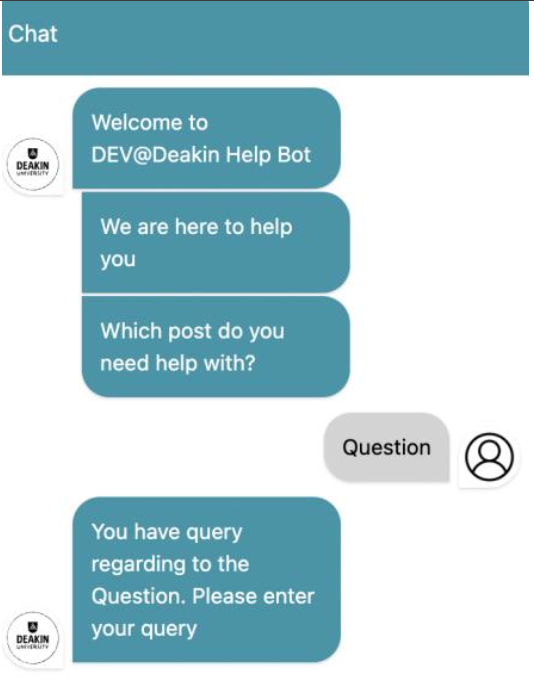 Chat
Welcome to
DEV@Deakin Help Bot
DEAKIN
UNIVERSITY
We are here to help
you
Which post do you
need help with?
Question
You have query
regarding to the
Question. Please enter
your query
DEAKIN
UNIVERSITY